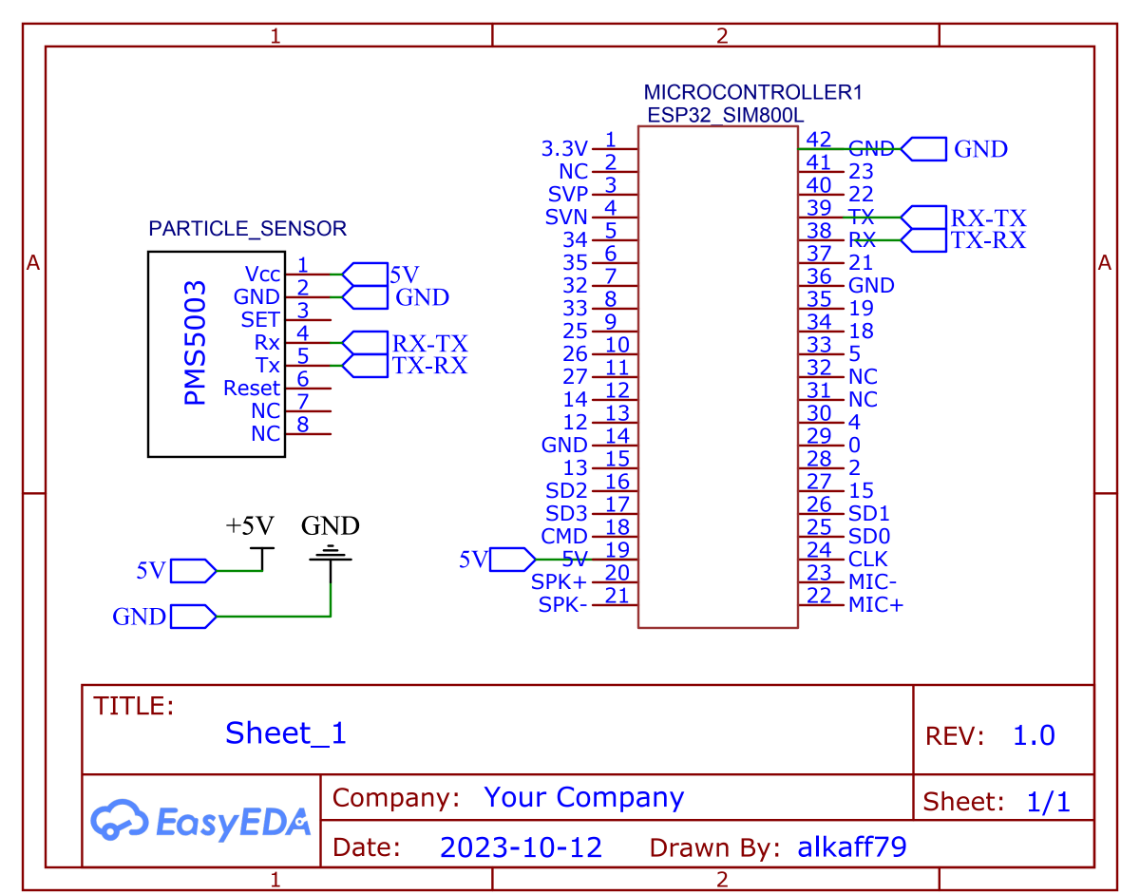 1 2
MICROCONTROLLER1
ESP32_SIM800L
3.3V 1 42 GND GND
NC 2 41 23
SVP 3 40 22
SVN 4 39 TX RX-TX
34 5 38 RX TX-RX
35 6 37 21
32 7 36 GND
33 8 35 19
25 9 34 18
26 10 33 5
27 11 32 NC
14 12 31 NC
12 13 30 4
GND 14 29 0
13 15 28 2
SD2 16 27 15
SD3 17 26 SD1
CMD 18 25 SD0
5V 5V 19 24 CLK
SPK+ 20 23 MIC-
SPK- 21 22 MIC+
PARTICLE_SENSOR
PMS5003
Vcc 1 5V
GND 2 GND
SET 3
Rx 4 RX-TX
Tx 5 TX-RX
Reset 6
NC 7
NC 8
A A
+5V GND
5V
GND
TITLE:
Sheet_1
REV: 1.0
EasyEDA
Company: Your Company
Sheet: 1/1
Date: 2023-10-12 Drawn By: alkaff79
1 2